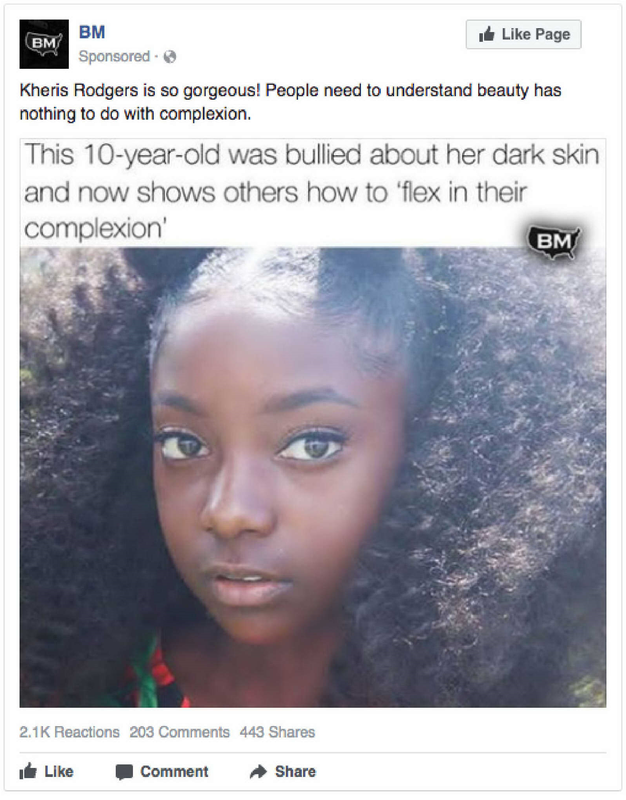 BM
BM
Like Page
Sponsored ·
Kheris Rodgers is so gorgeous! People need to understand beauty has
nothing to do with complexion.
This 10-year-old was bullied about her dark skin
and now shows others how to 'flex in their
complexion'
BM
2.1K Reactions 203 Comments 443 Shares
Like Comment Share